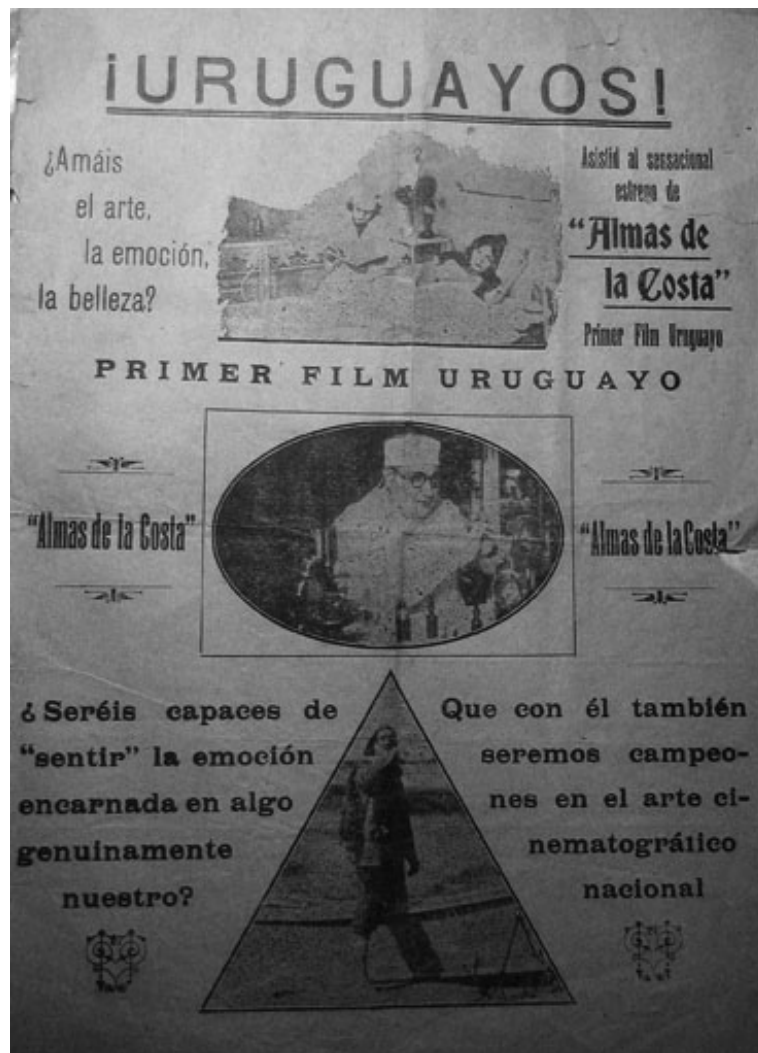 ¡URUGUAYOS!
¿Amáis
el arte,
la emoción,
la belleza?
Asistid al sensacional
estreno de
"Almas de
la Costa"
Primer Film Uruguayo
PRIMER FILM URUGUAYO
"Almas de la Costa"
"Almas de la Costa"
¿Seréis capaces de
"sentir" la emoción
encarnada en algo
genuinamente
nuestro?
Que con él también
seremos campeo-
nes en el arte ci-
nematográfico
nacional